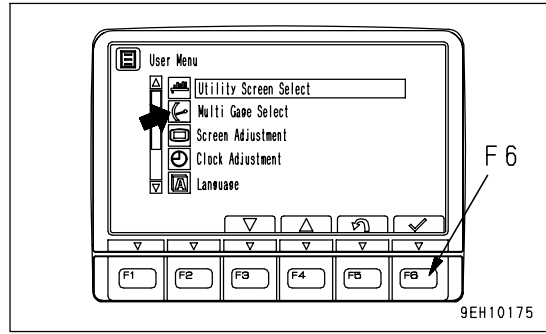 User Menu
Utility Screen Select
Multi Gage Select
Screen Adjustment
Clock Adjustment
A Language
F6
F1 F2 F3 F4 F5 F6
9EH10175